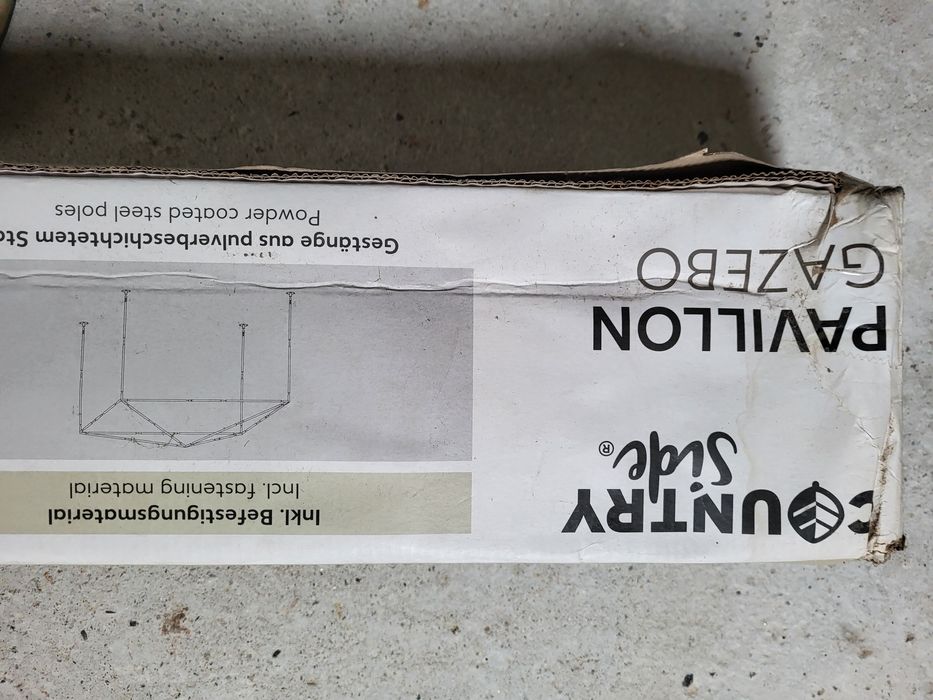 COUNTRY
Side®
PAVILLON
GAZEBO
Inkl. Befestigungsmaterial
Incl. fastening material
Gestänge aus pulverbeschichtetem
Powder coated steel poles